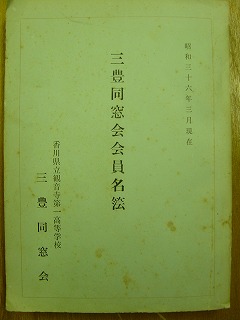 昭和三十六年三月現在
三豊同窓会会員名簿
香川県立観音寺第一高等学校
三豊同窓会